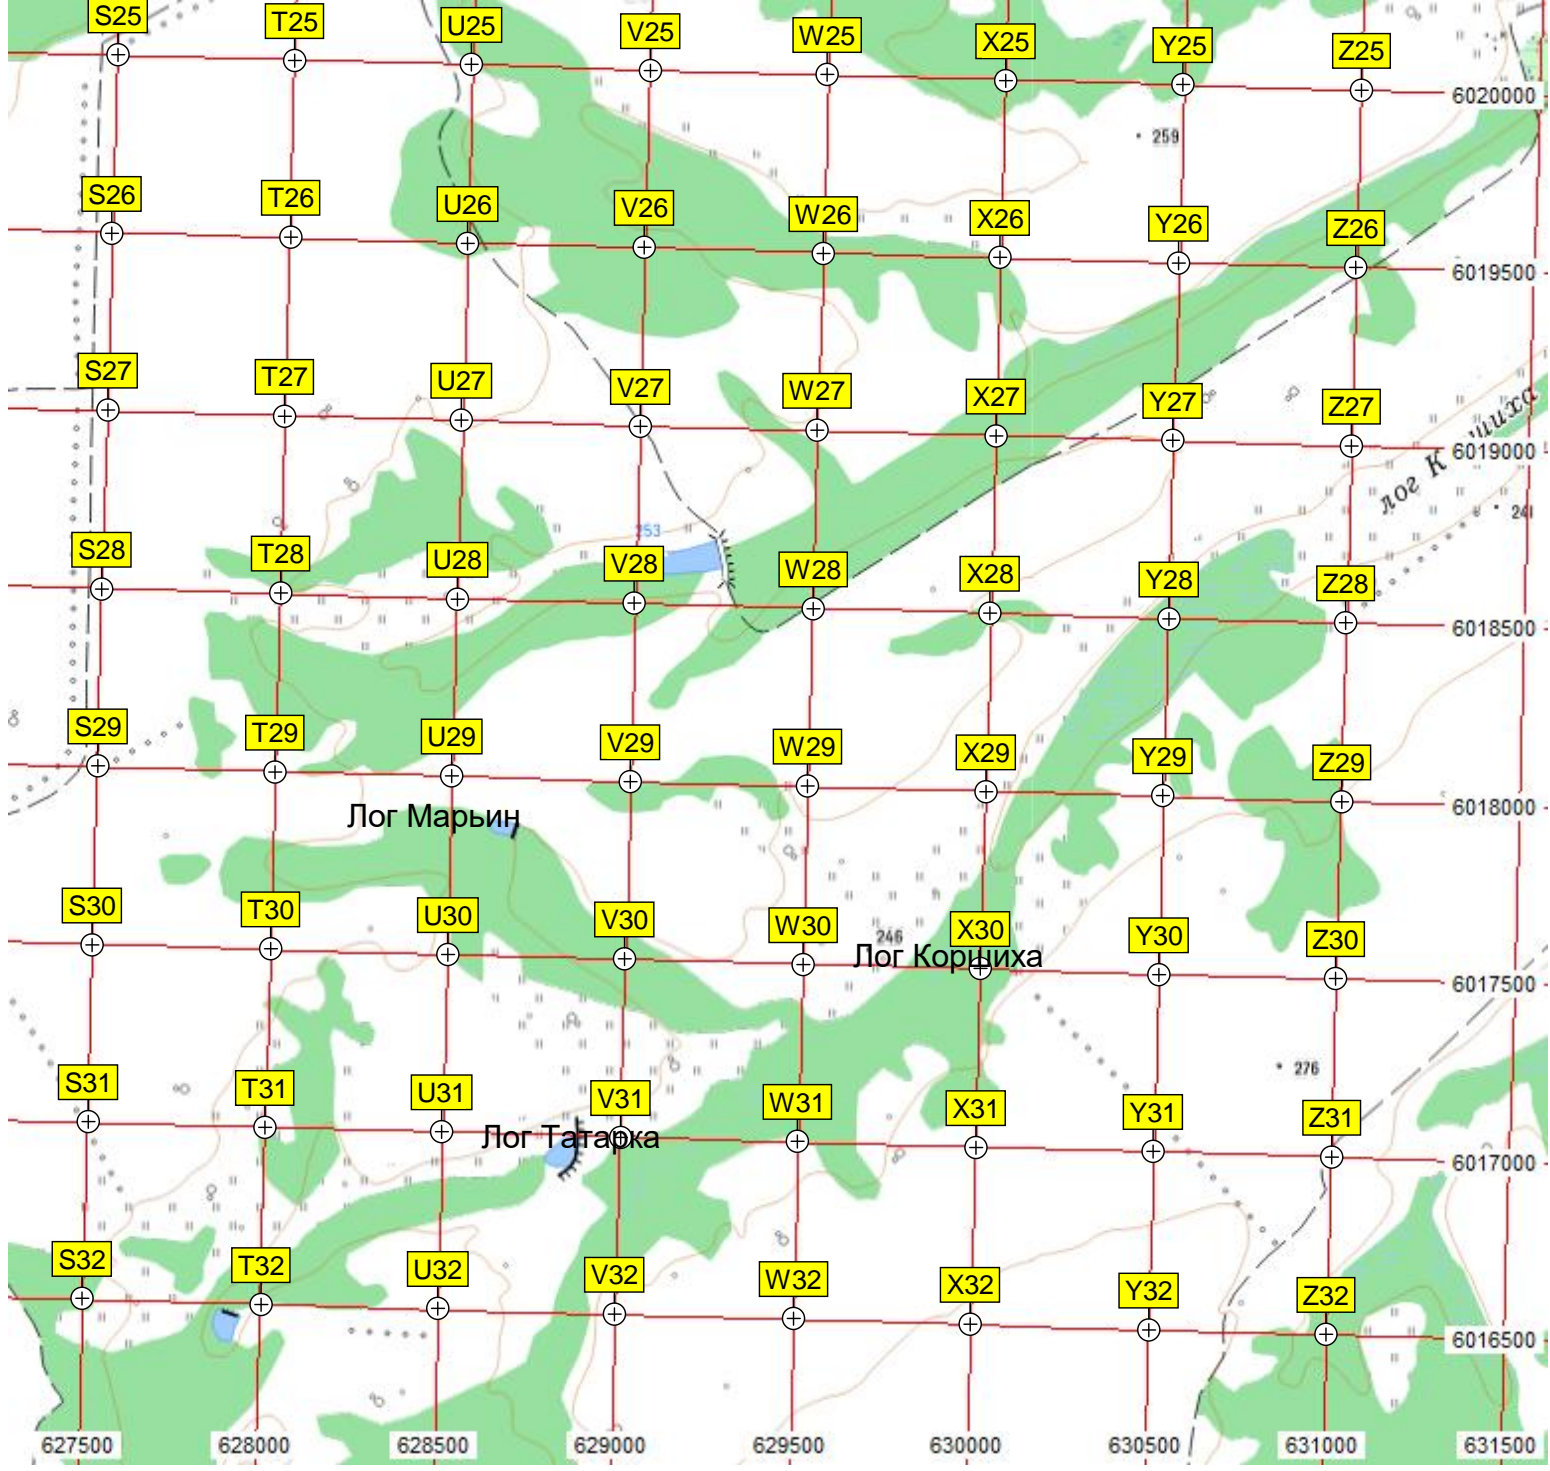 S25 T25 U25 V25 W25 X25 Y25 Z25
6020000
259
S26 T26 U26 V26 W26 X26 Y26 Z26
6019500
S27 T27 U27 V27 W27 X27 Y27 Z27
6019000
лог К шиха
241
253
S28 T28 U28 V28 W28 X28 Y28 Z28
6018500
S29 T29 U29 V29 W29 X29 Y29 Z29
6018000
Лог Марьин
S30 T30 U30 V30 W30 X30 Y30 Z30
246
Лог Коршиха
6017500
276
S31 T31 U31 V31 W31 X31 Y31 Z31
Лог Татарка
6017000
S32 T32 U32 V32 W32 X32 Y32 Z32
6016500
627500 628000 628500 629000 629500 630000 630500 631000 631500